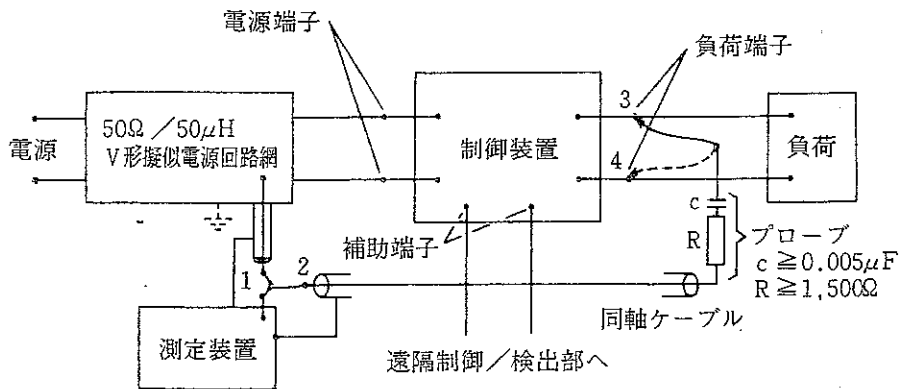 電源端子
負荷端子
電源
50Ω／50μH
V形擬似電源回路網
制御装置
3
4
負荷
c
R
プローブ
c≧0.005μF
R≧1,500Ω
補助端子
1
2
同軸ケーブル
測定装置
遠隔制御／検出部へ